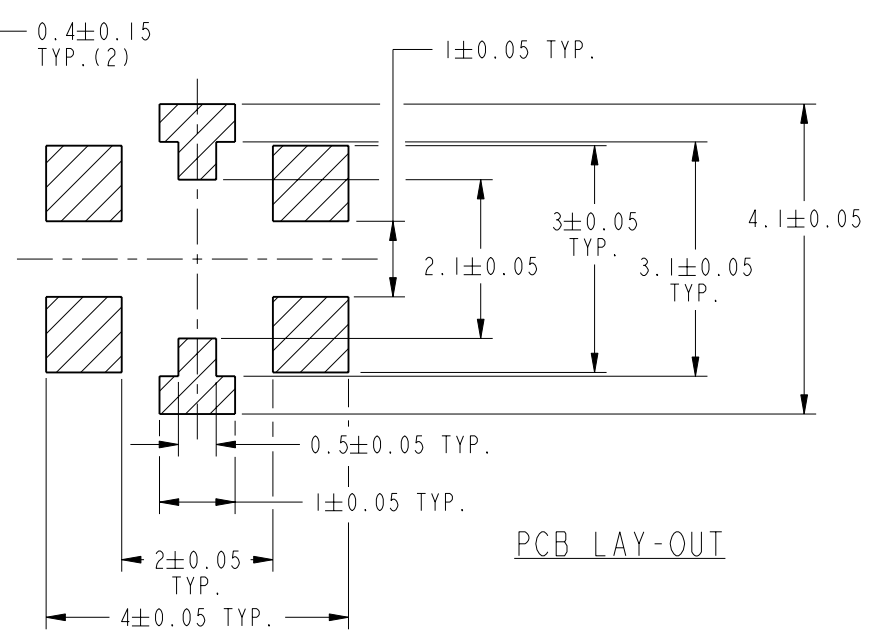 0.4±0.15
TYP.(2)
1±0.05 TYP.
4.1±0.05
3±0.05
TYP.
2.1±0.05
3.1±0.05
TYP.
0.5±0.05 TYP.
1±0.05 TYP.
PCB LAY-OUT
2±0.05
TYP.
4±0.05 TYP.